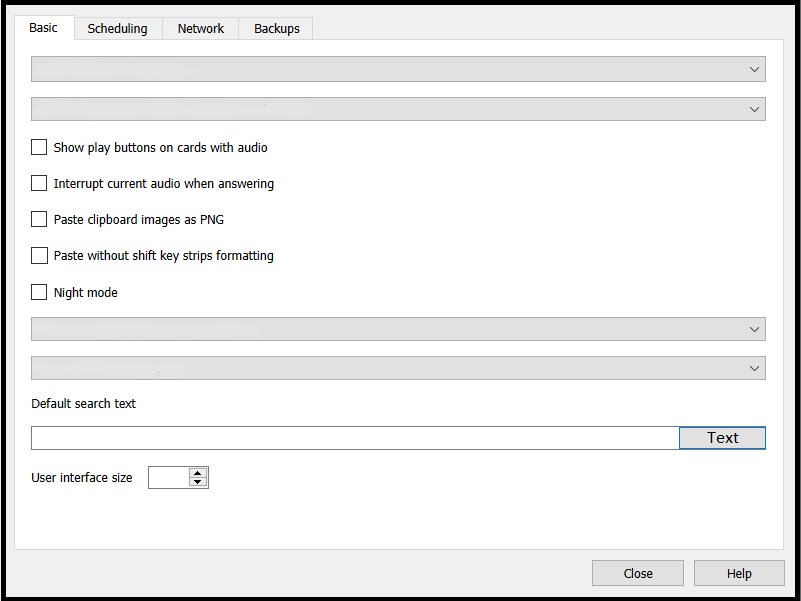 Basic Scheduling Network Backups
Show play buttons on cards with audio
Interrupt current audio when answering
Paste clipboard images as PNG
Paste without shift key strips formatting
Night mode
Default search text
Text
User interface size
Close Help